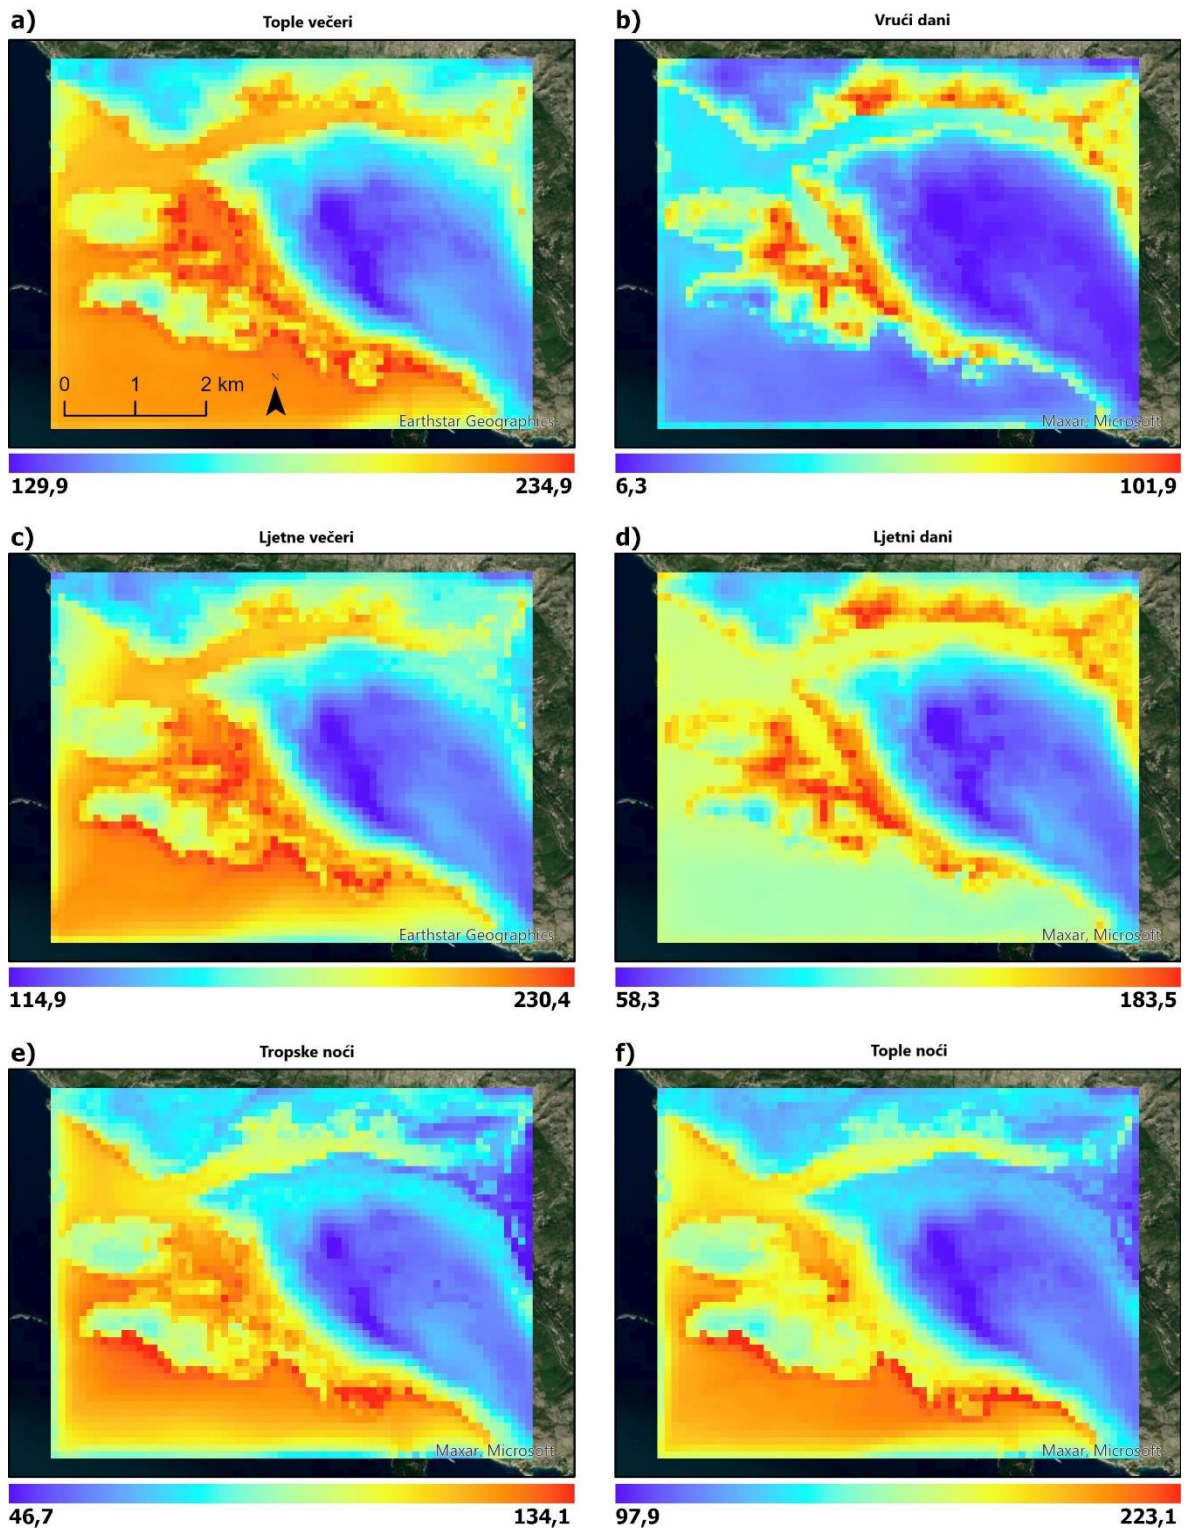 a) Tople večeri
b) Vrući dani
0 1 2 km
N
Earthstar Geographics
Maxar, Microsoft
129,9 234,9
6,3 101,9
c) Ljetne večeri
d) Ljetni dani
Earthstar Geographics
Maxar, Microsoft
114,9 230,4
58,3 183,5
e) Tropske noći
f) Tople noći
Maxar, Microsoft
Maxar, Microsoft
46,7 134,1
97,9 223,1